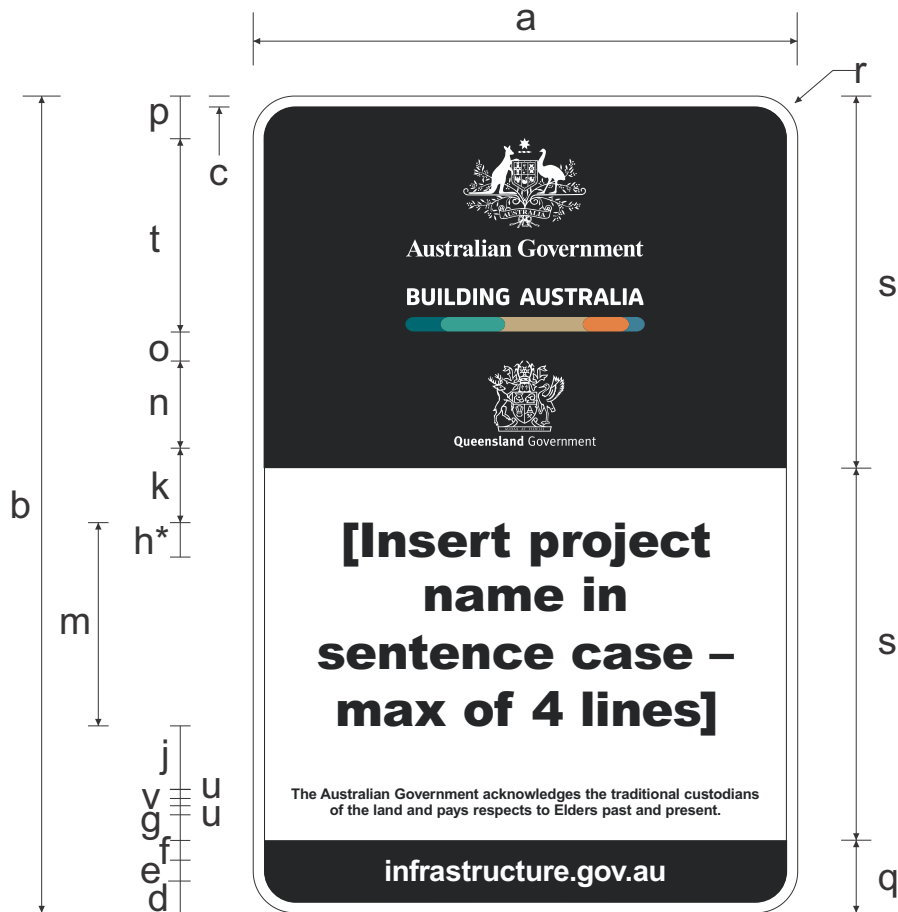 a
r
p
c
t
s
o
n
k
b
h*
m
s
j
v
u
g
u
f
e
d
q
AUSTRALIA
Australian Government
BUILDING AUSTRALIA
Queensland Government
[Insert project
name in
sentence case –
max of 4 lines]
The Australian Government acknowledges the traditional custodians
of the land and pays respects to Elders past and present.
infrastructure.gov.au